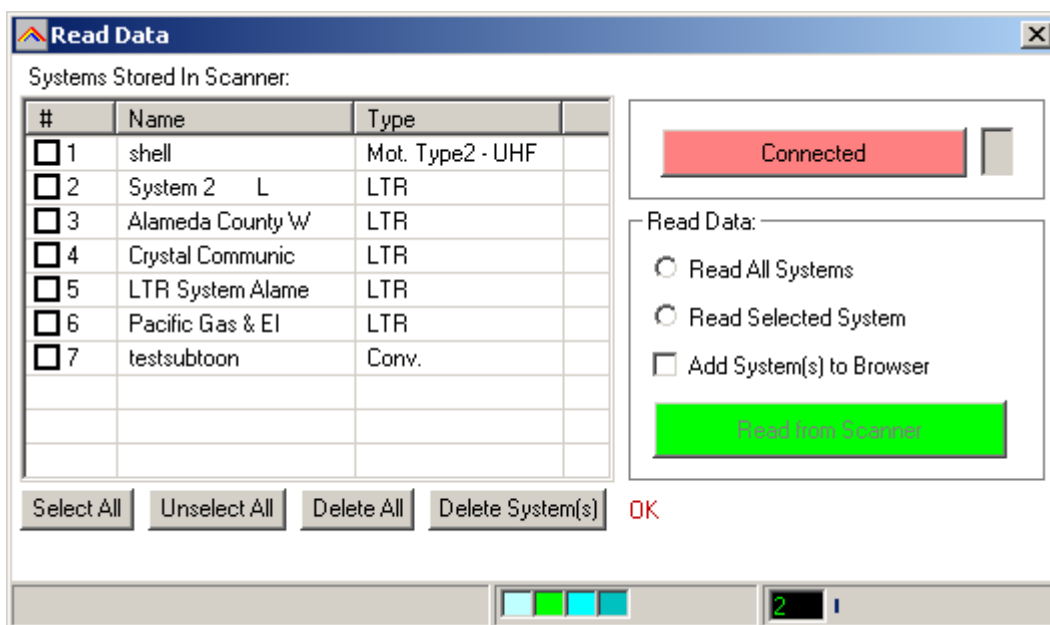 Read Data
Systems Stored In Scanner:
# Name Type
1 shell Mot. Type2 - UHF
2 System 2 L LTR
3 Alameda County W LTR
4 Crystal Communic LTR
5 LTR System Alame LTR
6 Pacific Gas & El LTR
7 testsubtoon Conv.
Connected
Read Data:
Read All Systems
Read Selected System
Add System(s) to Browser
Read from Scanner
Select All Unselect All Delete All Delete System(s) OK
2